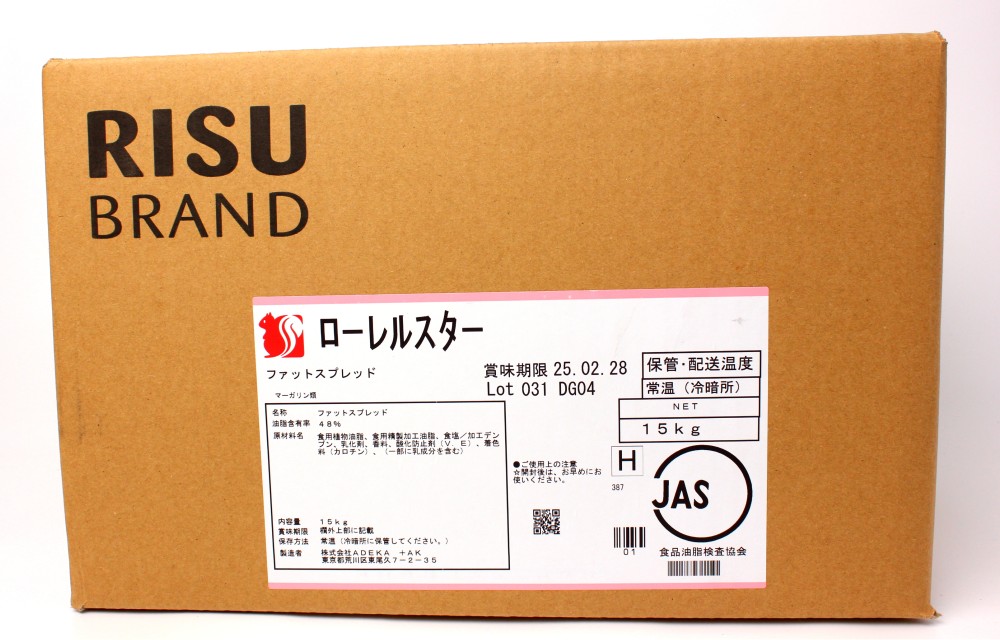 RISU
BRAND
ローレルスター
ファットスプレッド
マーガリン類
賞味期限 25.02.28
Lot 031 DG04
保管・配送温度
常温（冷暗所）
NET
15kg
名称 ファットスプレッド
油脂含有率 48%
原材料名 食用植物油脂、食用精製加工油脂、食塩／加工デン
プン、乳化剤、香料、酸化防止剤（V．E）、着色
料（カロチン）、（一部に乳成分を含む）
内容量 15kg
賞味期限 欄外上部に記載
保存方法 常温（冷暗所に保管してください。）
製造者 株式会社ADEKA +AK
東京都荒川区東尾久7-2-35
●ご使用上の注意
☆開封後は、お早めにお
使いください。
H
387
JAS
01
食品油脂検査協会